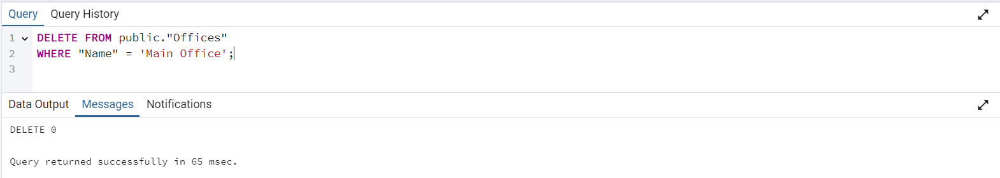 Query Query History
1 DELETE FROM public."Offices"
2 WHERE "Name" = 'Main Office';
3
Data Output Messages Notifications
DELETE 0
Query returned successfully in 65 msec.